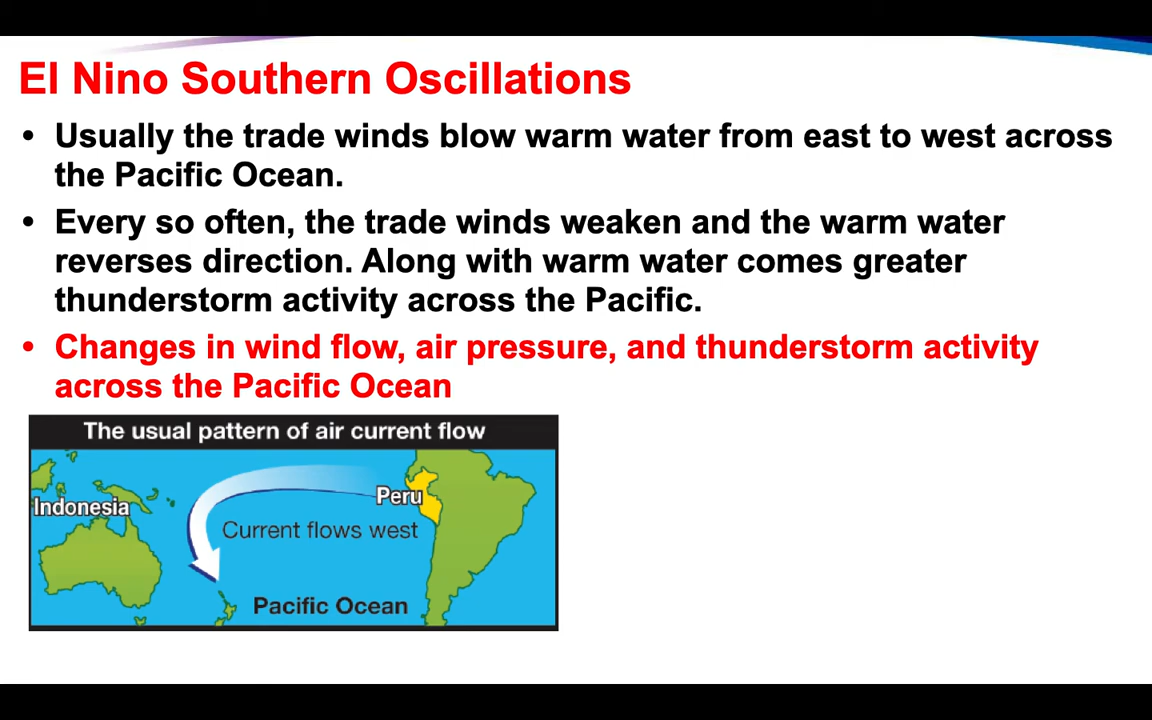 El Nino Southern Oscillations
• Usually the trade winds blow warm water from east to west across
the Pacific Ocean.
• Every so often, the trade winds weaken and the warm water
reverses direction. Along with warm water comes greater
thunderstorm activity across the Pacific.
• Changes in wind flow, air pressure, and thunderstorm activity
across the Pacific Ocean
The usual pattern of air current flow
Indonesia
Peru
Current flows west
Pacific Ocean